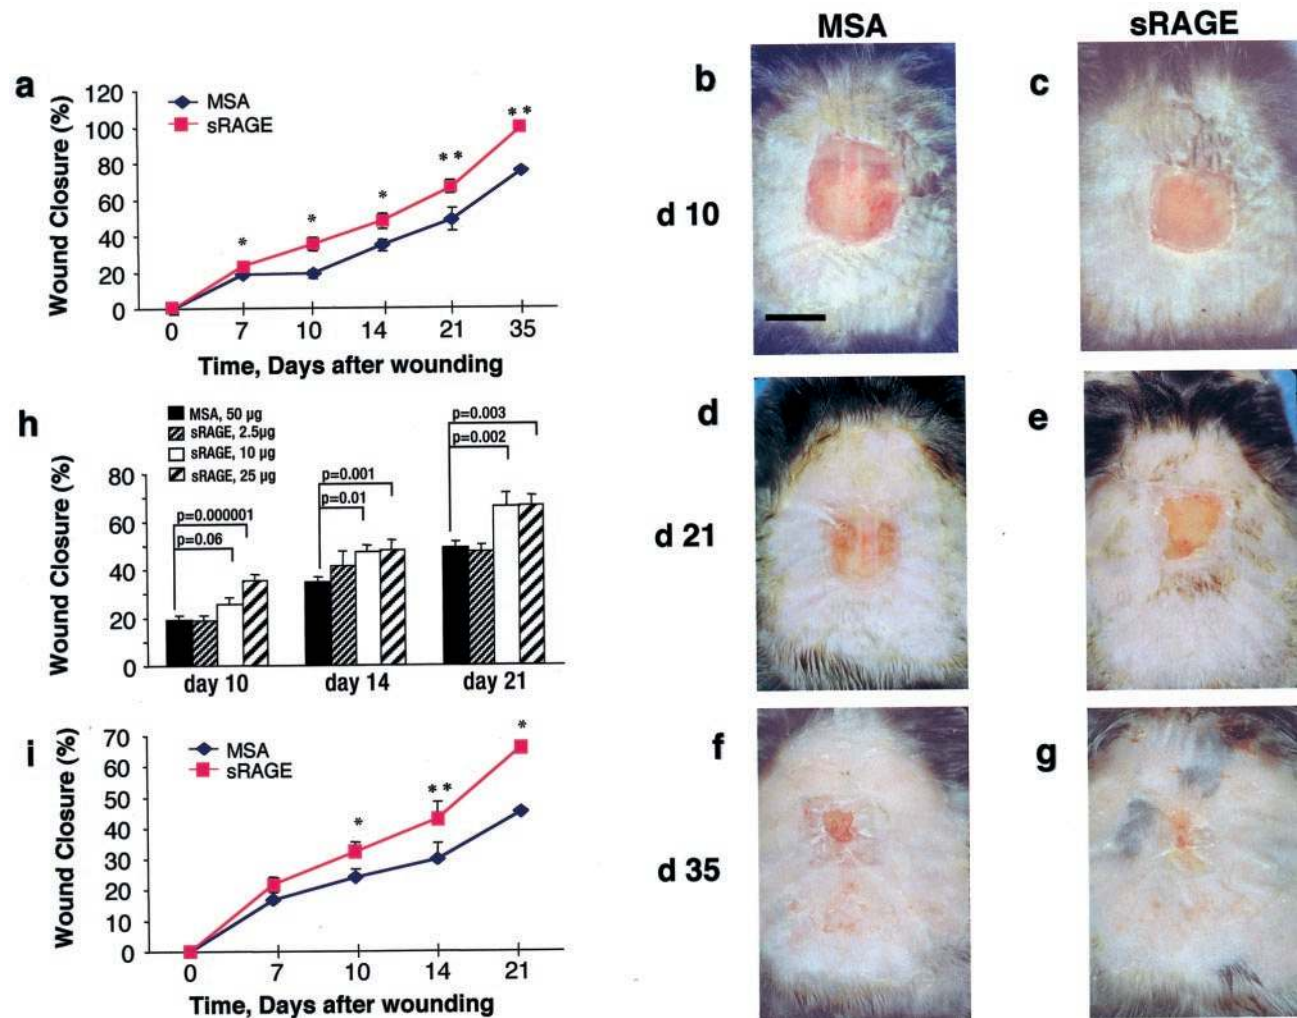 MSA
sRAGE
a
MSA
sRAGE
Wound Closure (%)
120
100
80
60
40
20
0
* * * ** **
0 7 10 14 21 35
Time, Days after wounding
b
c
d 10
h
MSA, 50 µg
sRAGE, 2.5µg
sRAGE, 10 µg
sRAGE, 25 µg
Wound Closure (%)
80
60
40
20
0
p=0.000001
p=0.06
p=0.001
p=0.01
p=0.003
p=0.002
day 10 day 14 day 21
d
e
d 21
i
MSA
sRAGE
Wound Closure (%)
70
60
50
40
30
20
10
0
* ** *
0 7 10 14 21
Time, Days after wounding
f
g
d 35